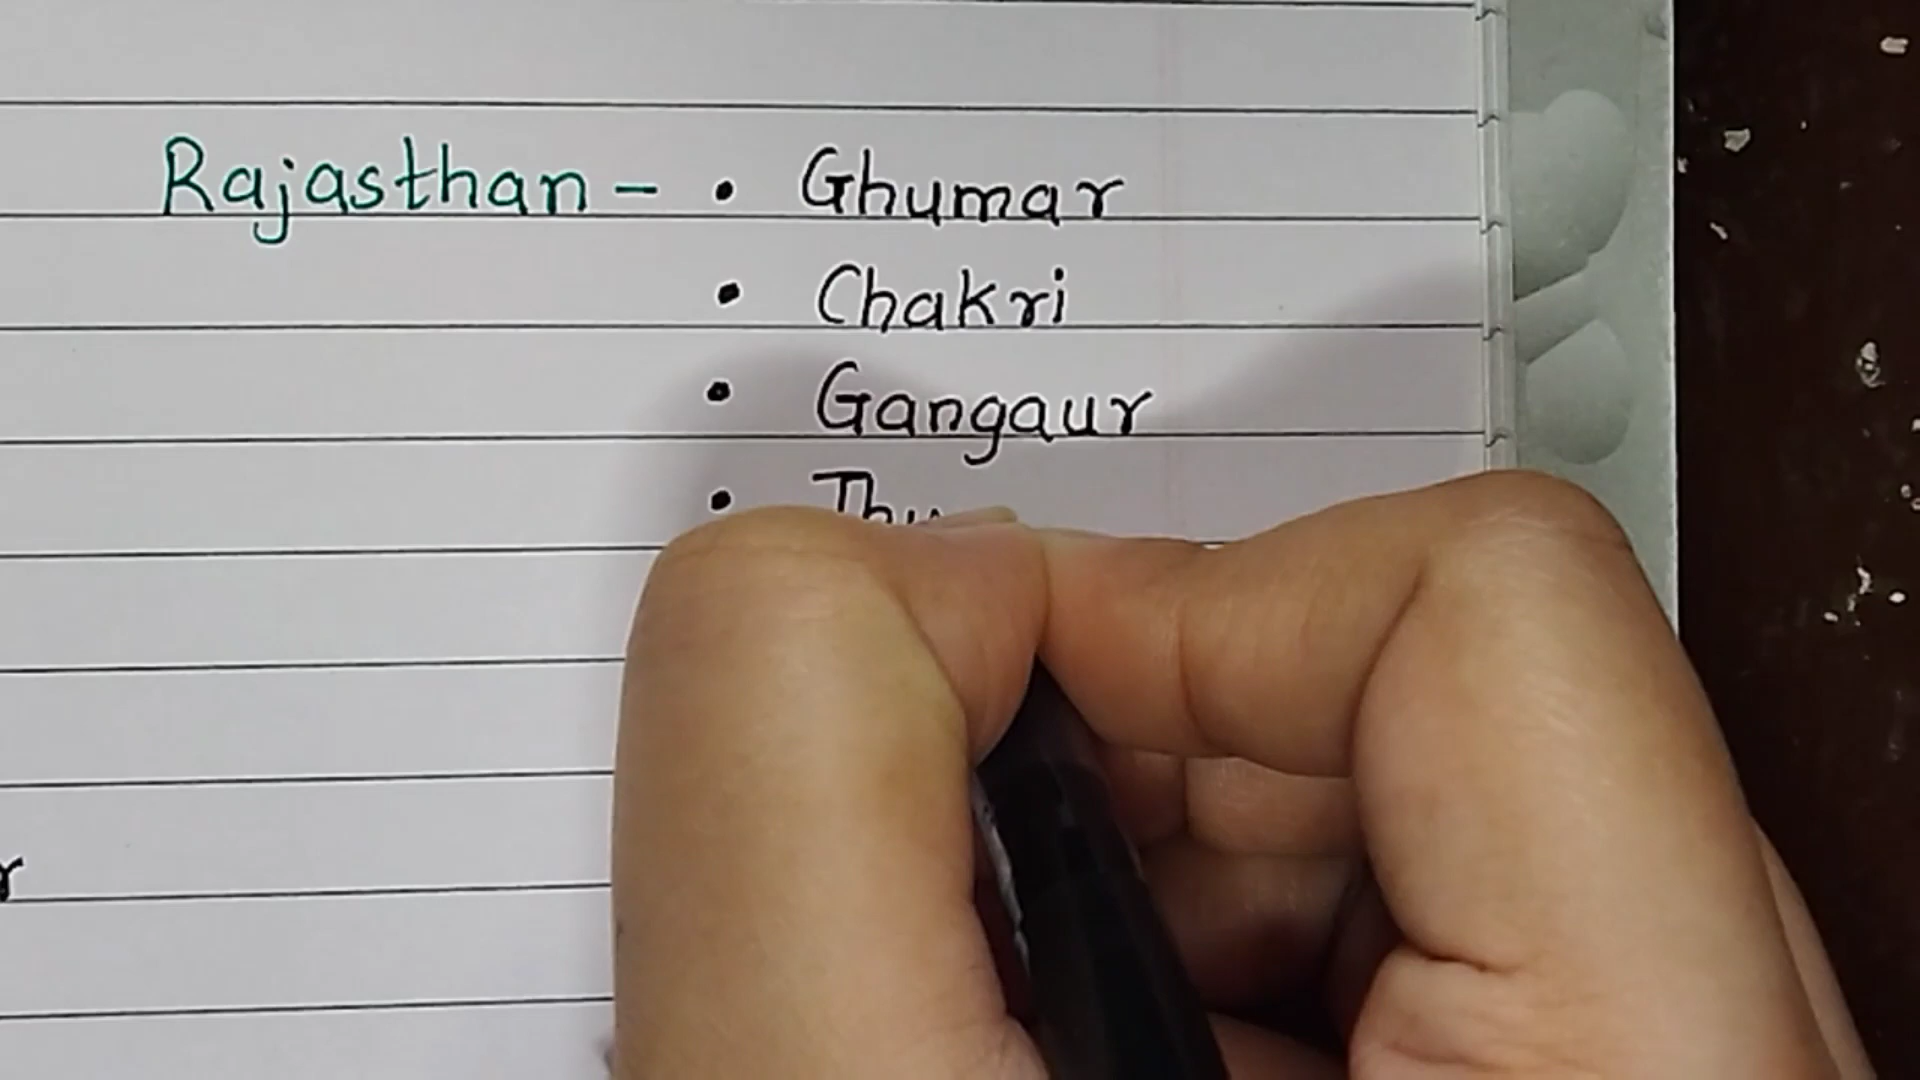 Rajasthan - • Ghumar
• Chakri
• Gangaur
•